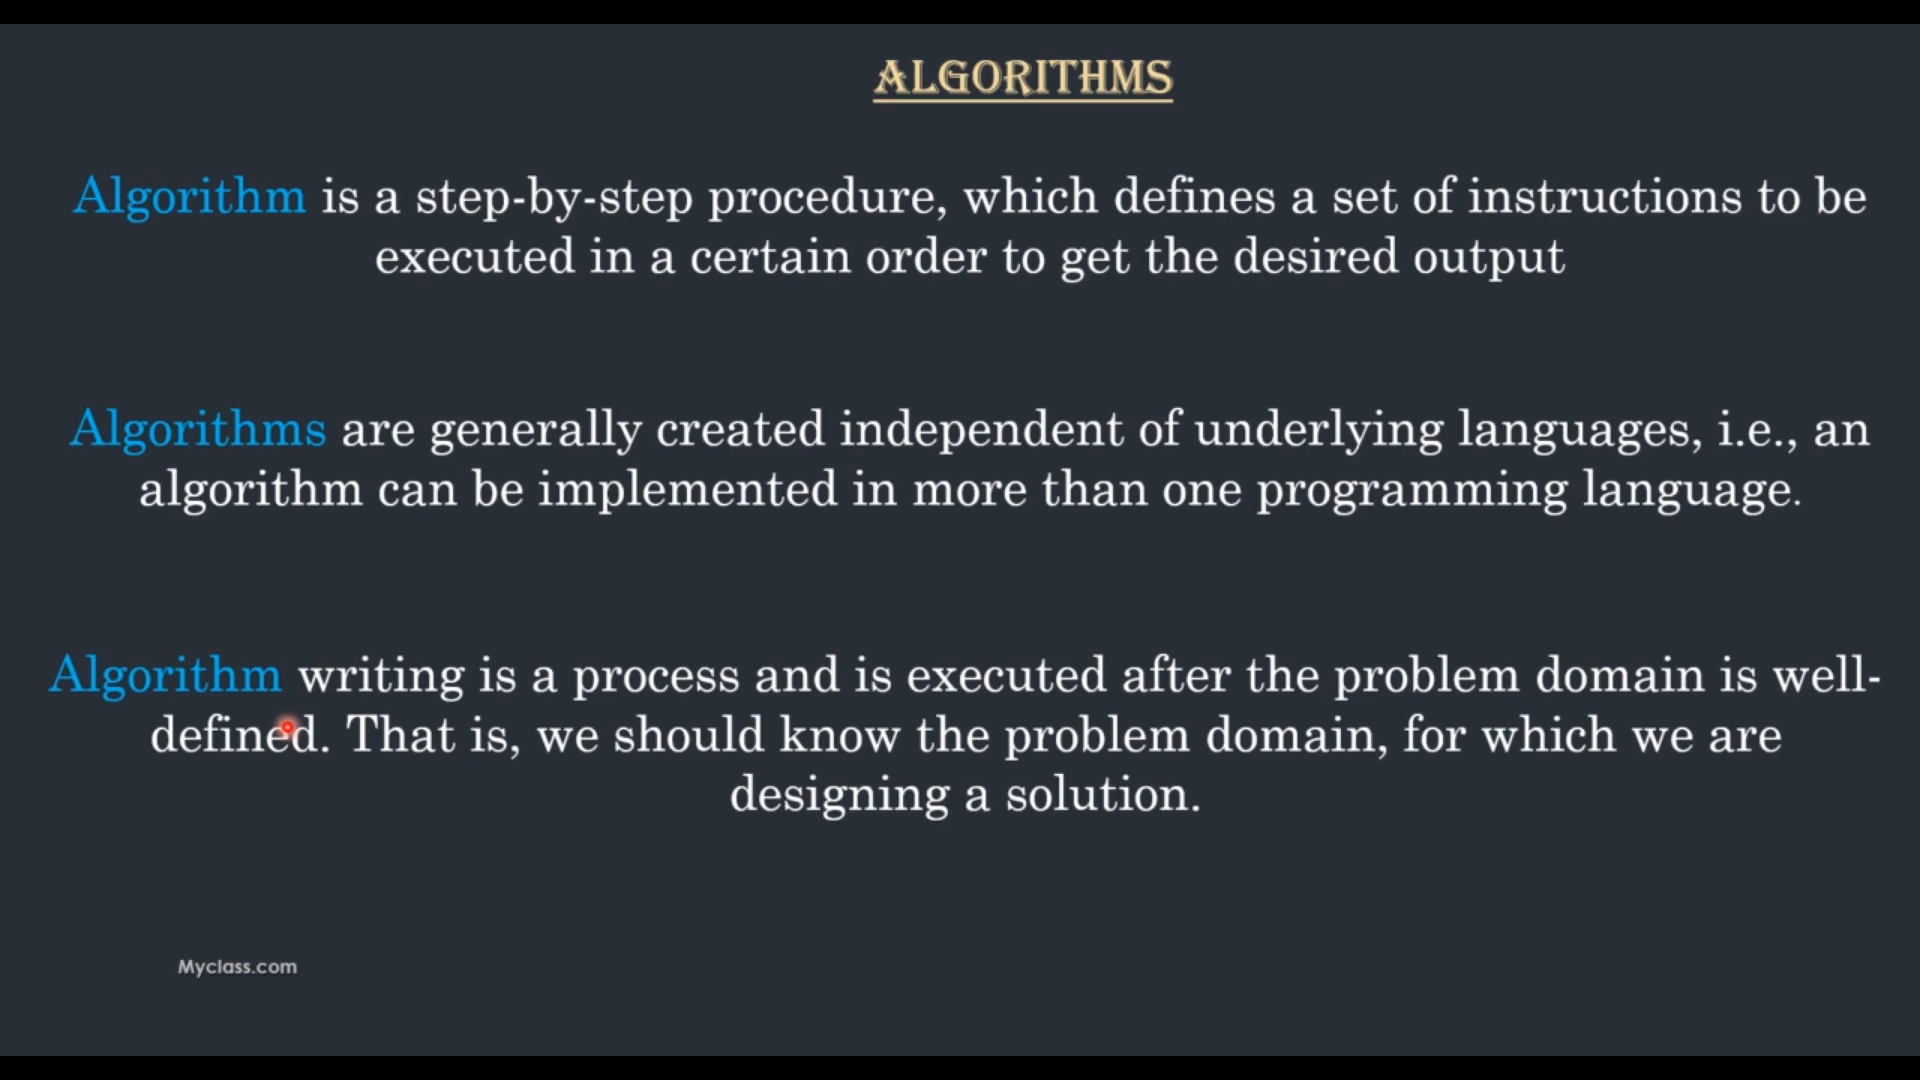 ALGORITHMS
Algorithm is a step-by-step procedure, which defines a set of instructions to be
executed in a certain order to get the desired output
Algorithms are generally created independent of underlying languages, i.e., an
algorithm can be implemented in more than one programming language.
Algorithm writing is a process and is executed after the problem domain is well-
defined. That is, we should know the problem domain, for which we are
designing a solution.
Myclass.com